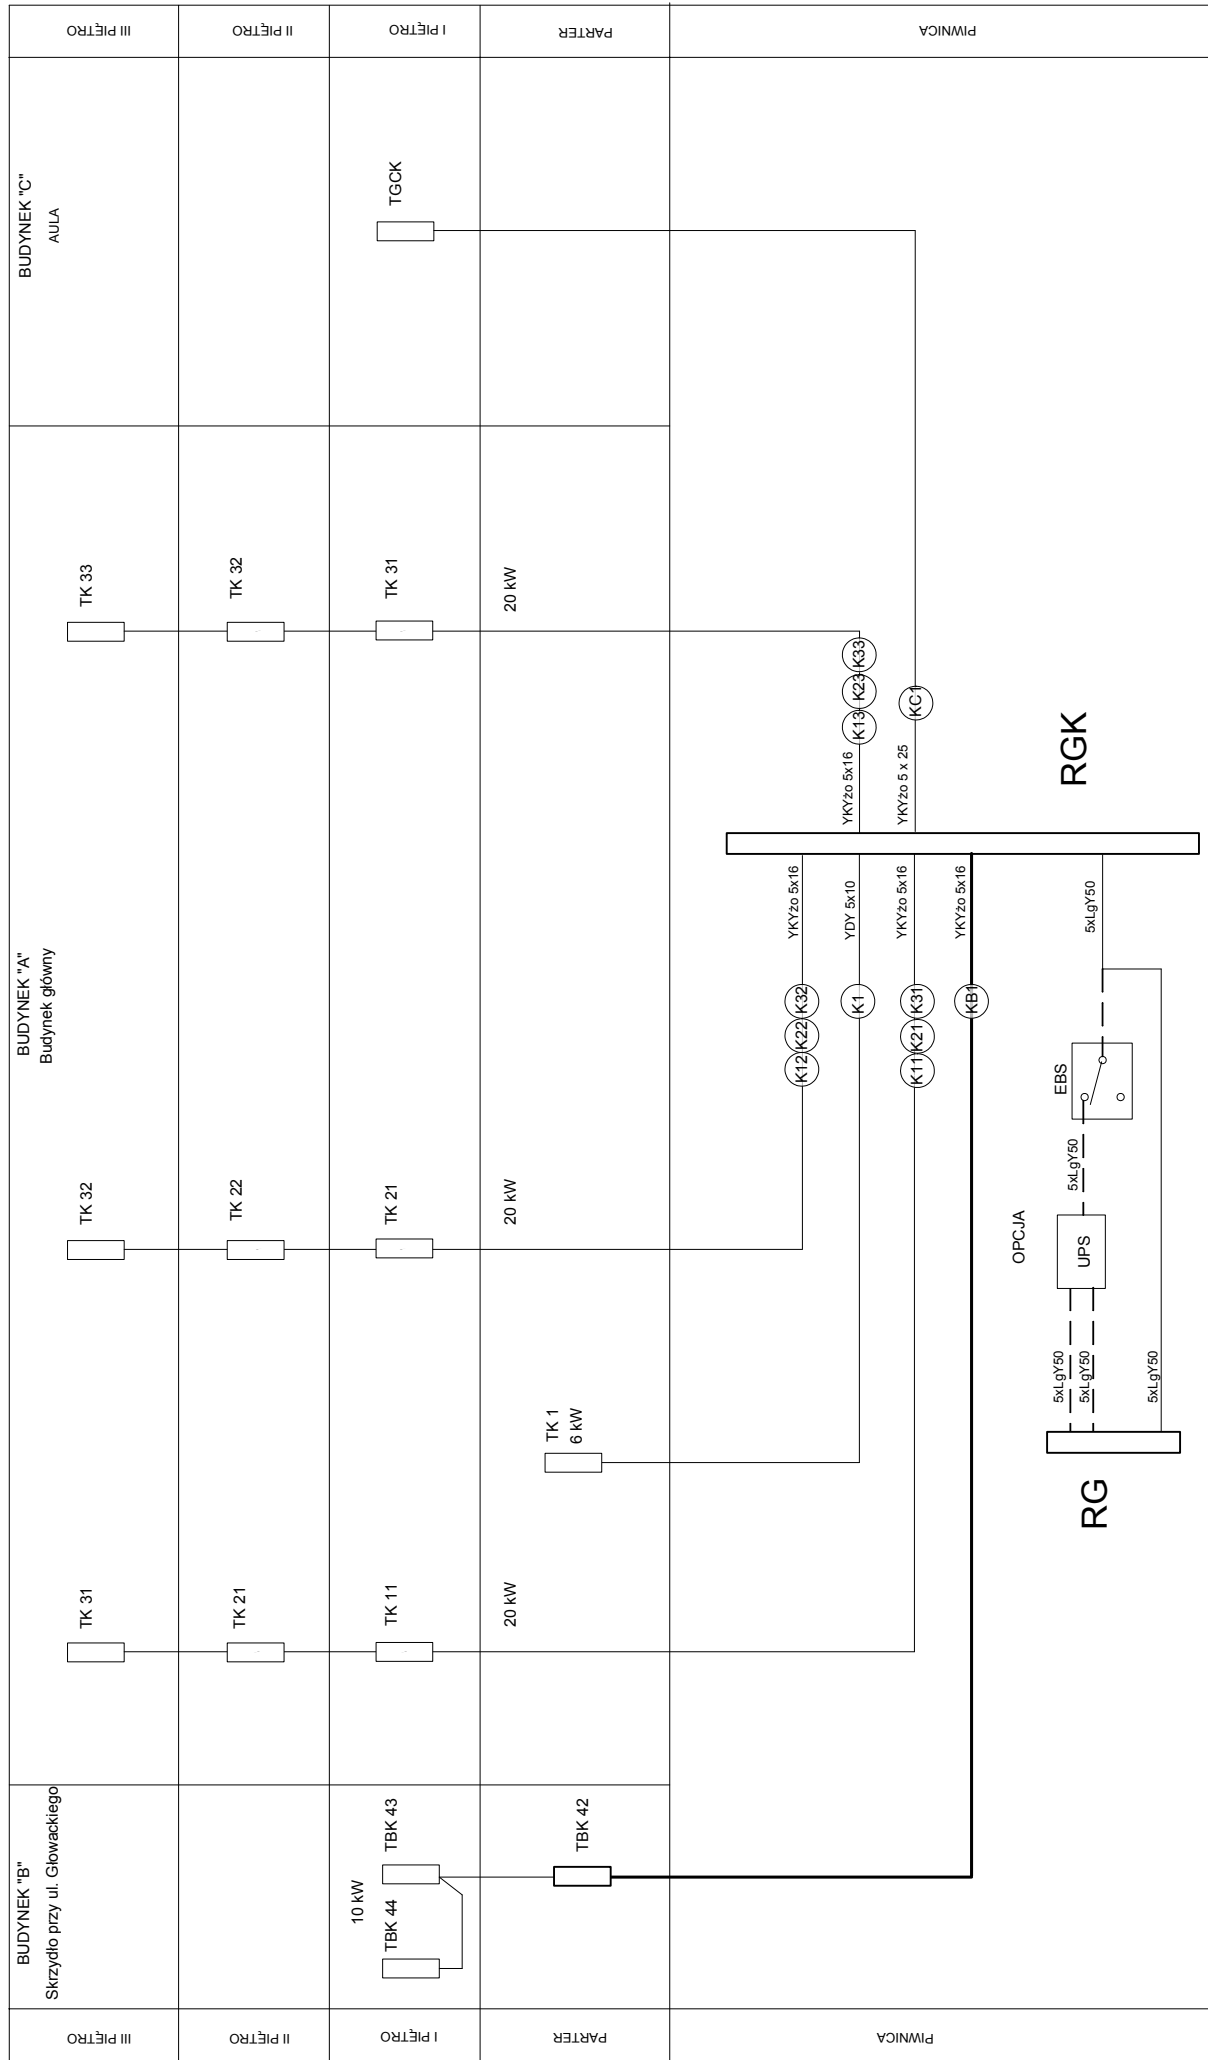 III PIĘTRO
II PIĘTRO
I PIĘTRO
PARTER
PIWNICA
BUDYNEK "B"
Skrzydło przy ul. Głowackiego
BUDYNEK "A"
Budynek główny
BUDYNEK "C"
AULA
III PIĘTRO
II PIĘTRO
I PIĘTRO
PARTER
PIWNICA
TK 31
TK 32
TK 33
TK 21
TK 22
TK 32
10 kW
TBK 44
TBK 43
TK 11
TK 21
TK 31
TGCK
20 kW
20 kW
20 kW
TBK 42
TK 1
6 kW
K12
K22
K32
YKYżo 5x16
K1
YDY 5x10
K13
K23
K33
YKYżo 5x16
K11
K21
K31
YKYżo 5x16
KC1
YKYżo 5 x 25
KB1
YKYżo 5x16
RGK
OPCJA
UPS
EBS
5xLgY50
5xLgY50
5xLgY50
5xLgY50
5xLgY50
RG